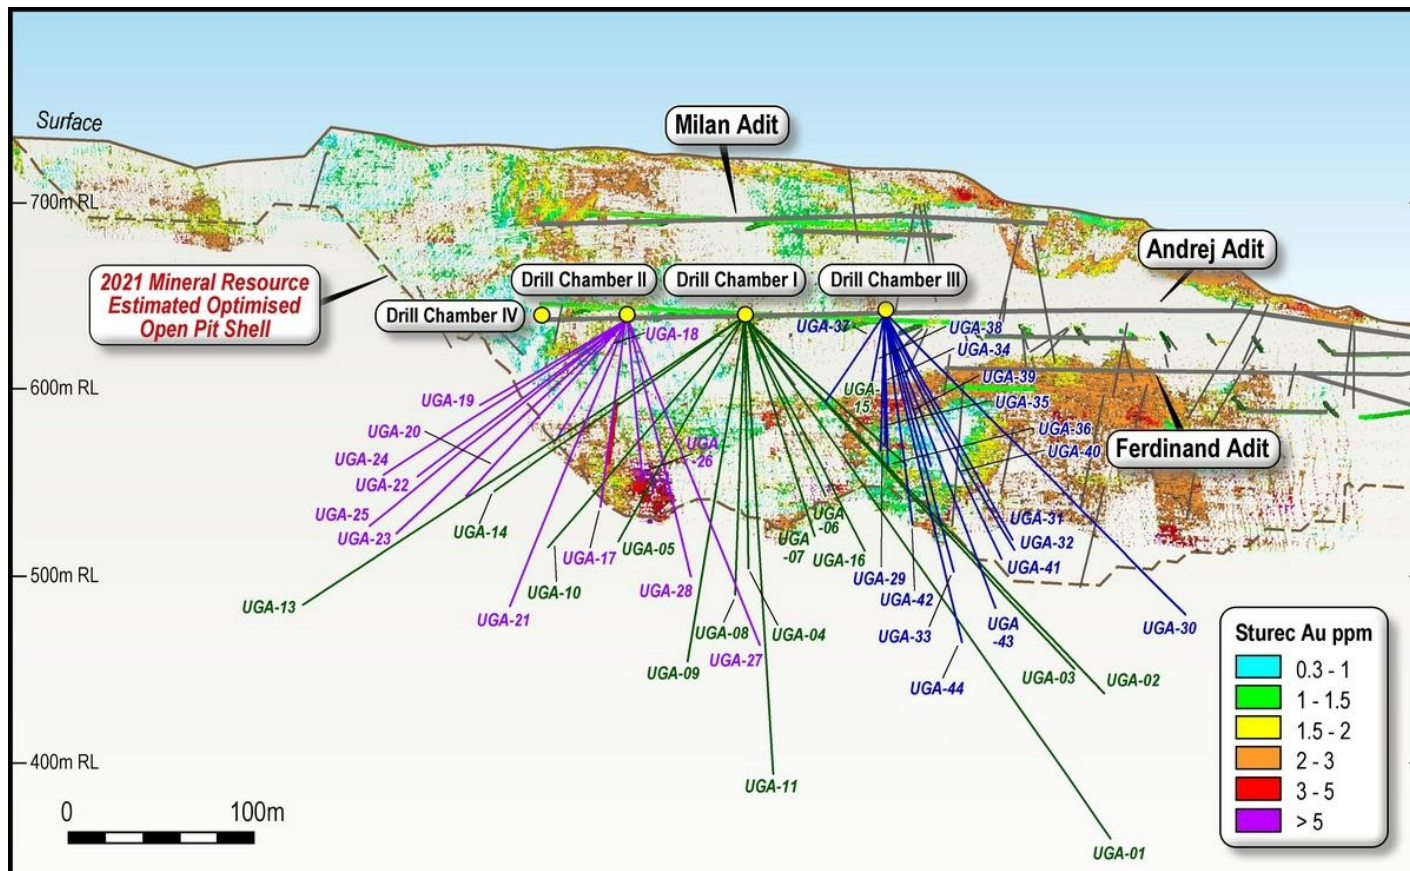 Surface
Milan Adit
700m RL
Andrej Adit
2021 Mineral Resource
Estimated Optimised
Open Pit Shell
Drill Chamber II
Drill Chamber I
Drill Chamber III
Drill Chamber IV
UGA-18
UGA-37
UGA-38
UGA-34
600m RL
UGA-19
UGA-
15
UGA-39
UGA-35
UGA-20
UGA-36
UGA
-26
UGA-40
Ferdinand Adit
UGA-24
UGA-22
UGA-25
UGA-23
UGA-14
UGA-17
UGA-05
UGA
-06
UGA
-07
UGA-16
UGA-31
UGA-32
UGA-41
500m RL
UGA-13
UGA-10
UGA-28
UGA-29
UGA-42
UGA-21
UGA-08
UGA-04
UGA-33
UGA
-43
UGA-30
UGA-09
UGA-27
UGA-44
UGA-03
UGA-02
400m RL
UGA-11
UGA-01
0
100m
Sturec Au ppm
0.3 - 1
1 - 1.5
1.5 - 2
2 - 3
3 - 5
> 5